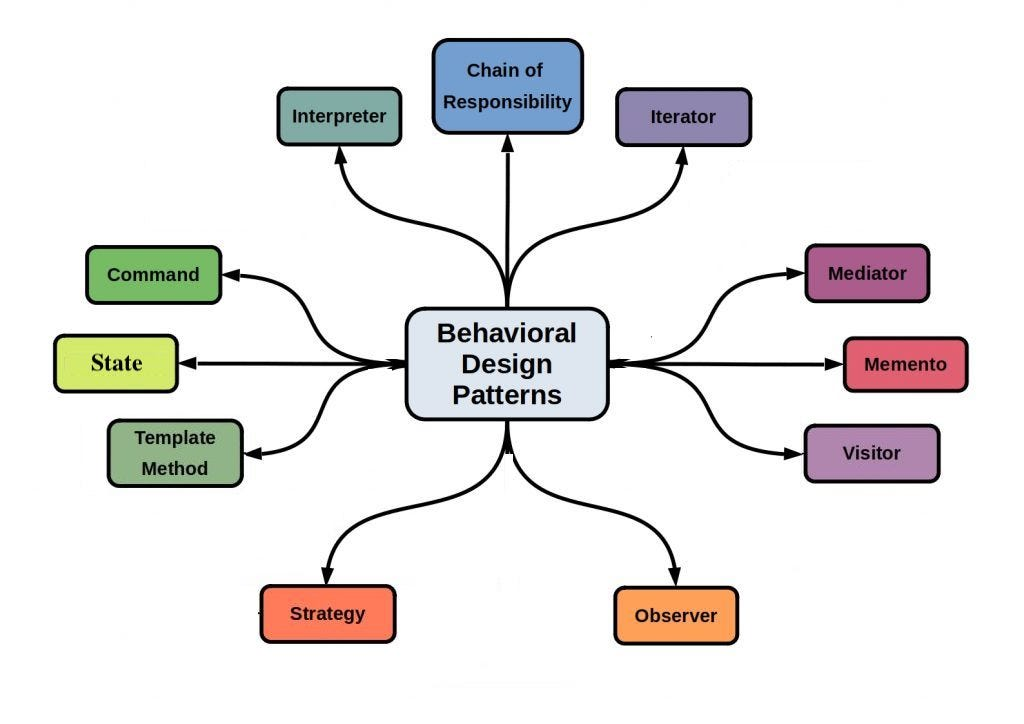 Chain of
Responsibility
Interpreter
Iterator
Command
Mediator
Behavioral
Design
Patterns
State
Memento
Template
Method
Visitor
Strategy
Observer